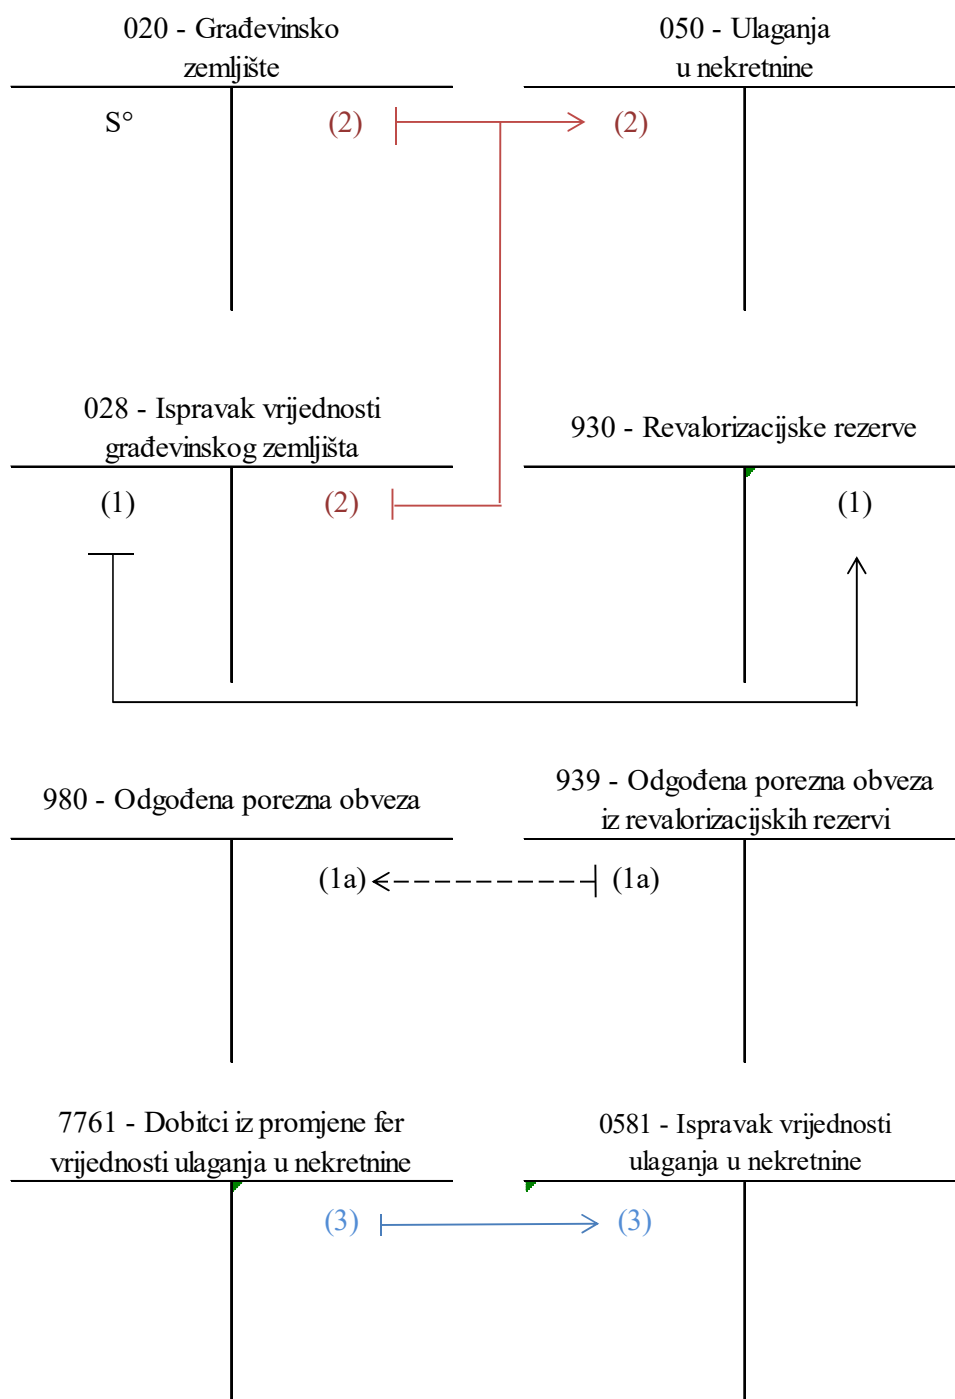 020 - Građevinsko
zemljište
050 - Ulaganja
u nekretnine
S°
(2)
(2)
028 - Ispravak vrijednosti
građevinskog zemljišta
930 - Revalorizacijske rezerve
(1)
(2)
(1)
980 - Odgođena porezna obveza
939 - Odgođena porezna obveza
iz revalorizacijskih rezervi
(1a)
(1a)
7761 - Dobitci iz promjene fer
vrijednosti ulaganja u nekretnine
0581 - Ispravak vrijednosti
ulaganja u nekretnine
(3)
(3)